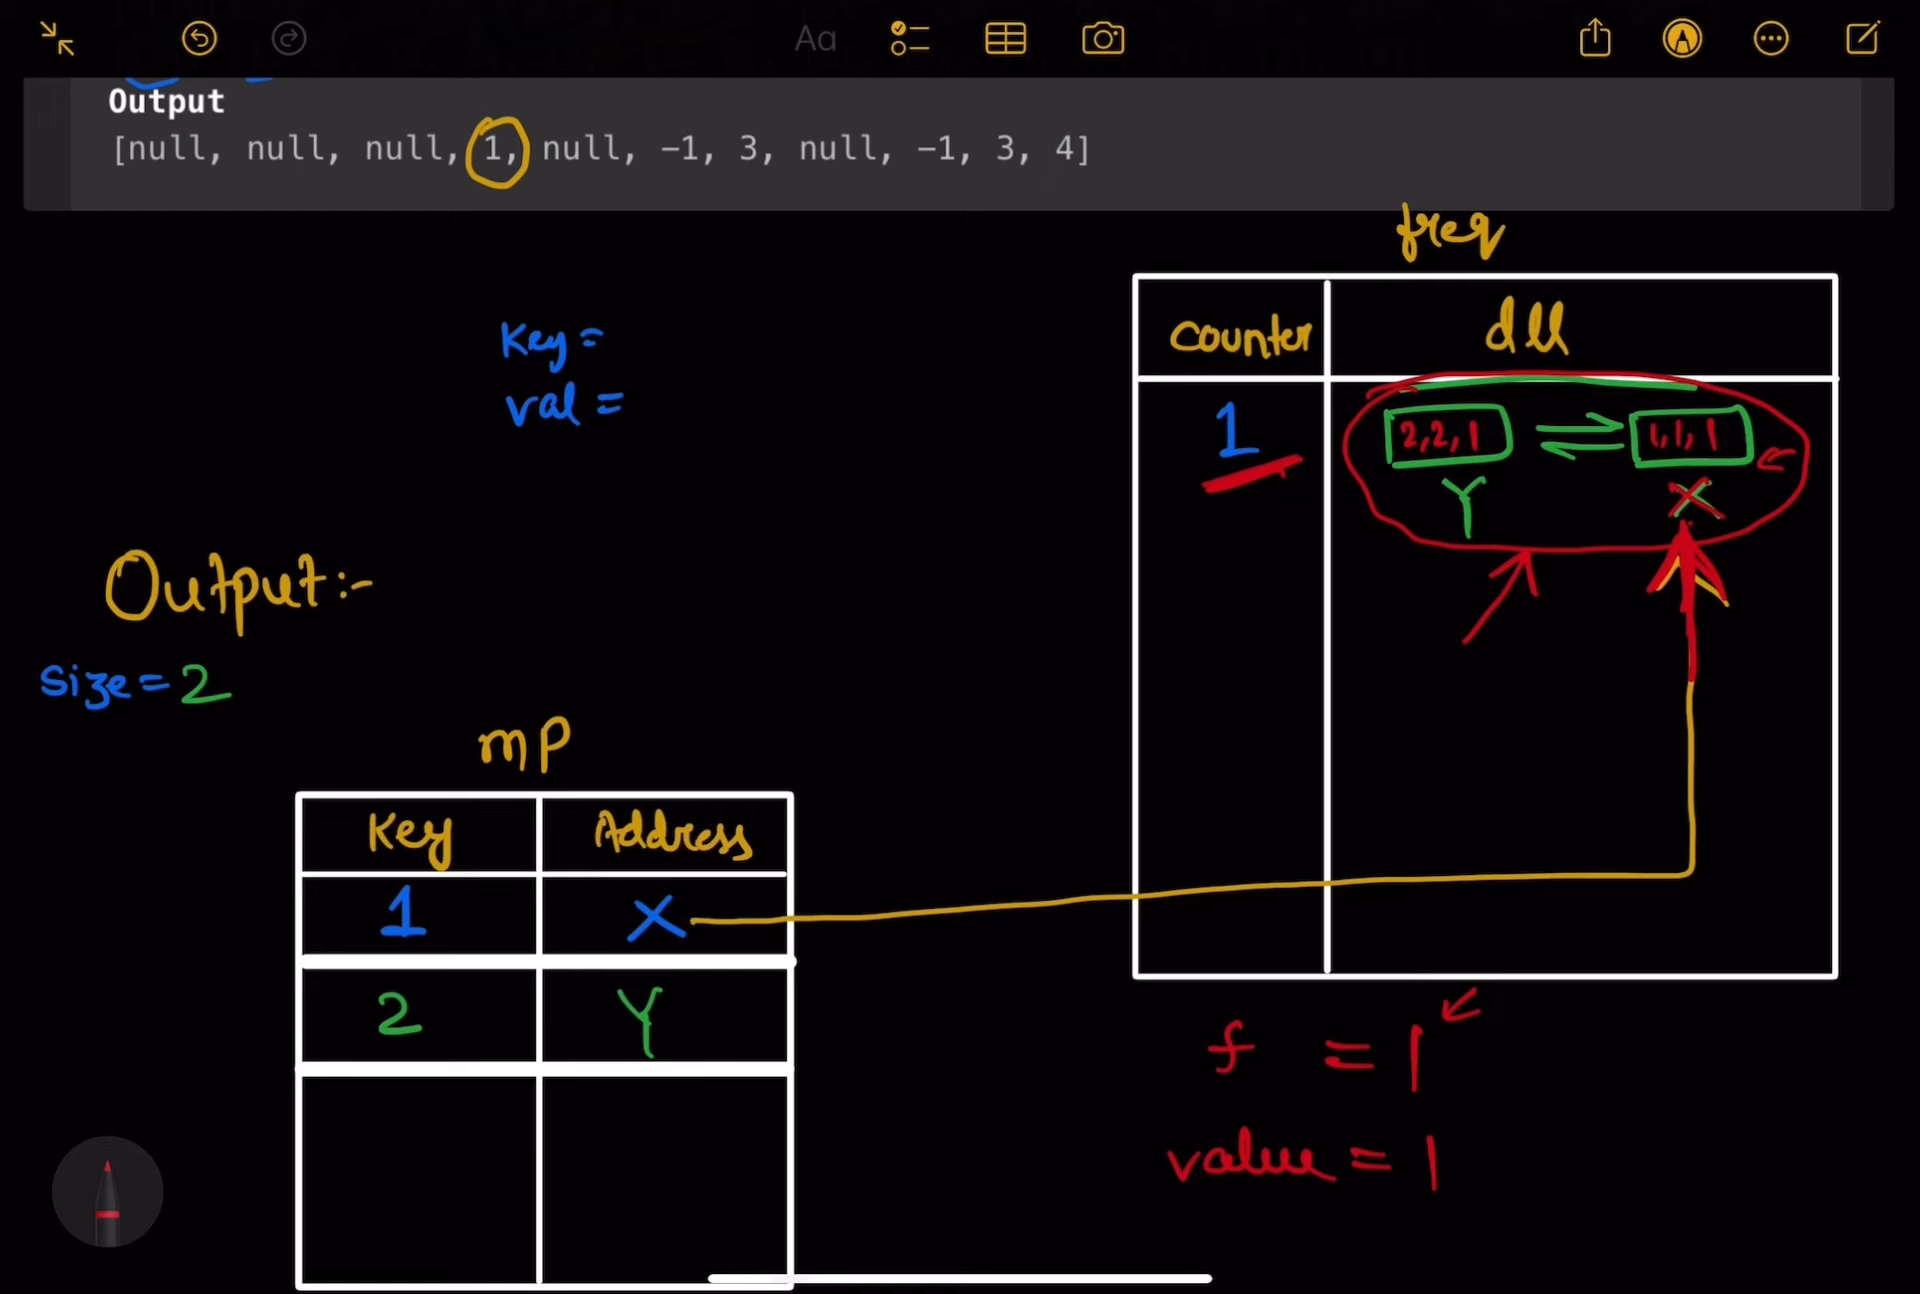 Aa
Output
[null, null, null, 1, null, -1, 3, null, -1, 3, 4]
freq
Key =
val =
Counter dll
1 2,2,1 1,1,1
Y X
Output:-
size = 2
mp
Key Address
1 X
2 Y
f = 1
value = 1